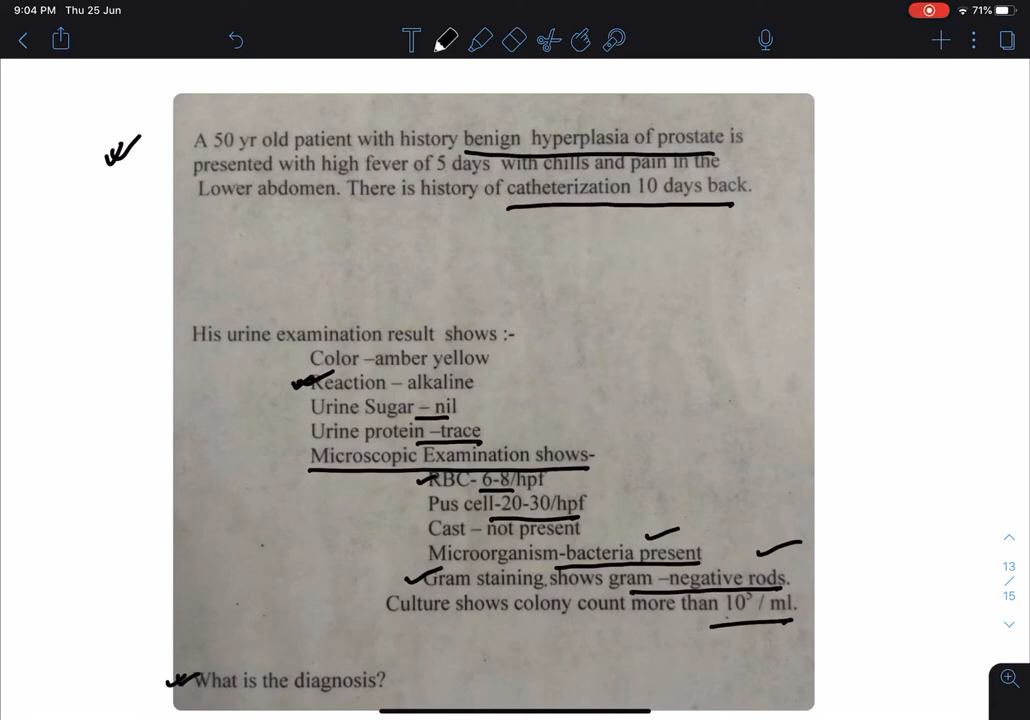 9:04 PM Thu 25 Jun
71%
A 50 yr old patient with history benign hyperplasia of prostate is
presented with high fever of 5 days with chills and pain in the
Lower abdomen. There is history of catheterization 10 days back.
His urine examination result shows :-
Color –amber yellow
Reaction – alkaline
Urine Sugar – nil
Urine protein –trace
Microscopic Examination shows-
RBC- 6-8/hpf
Pus cell-20-30/hpf
Cast – not present
Microorganism-bacteria present
Gram staining shows gram –negative rods.
Culture shows colony count more than 10⁵ / ml.
What is the diagnosis?
13
/
15